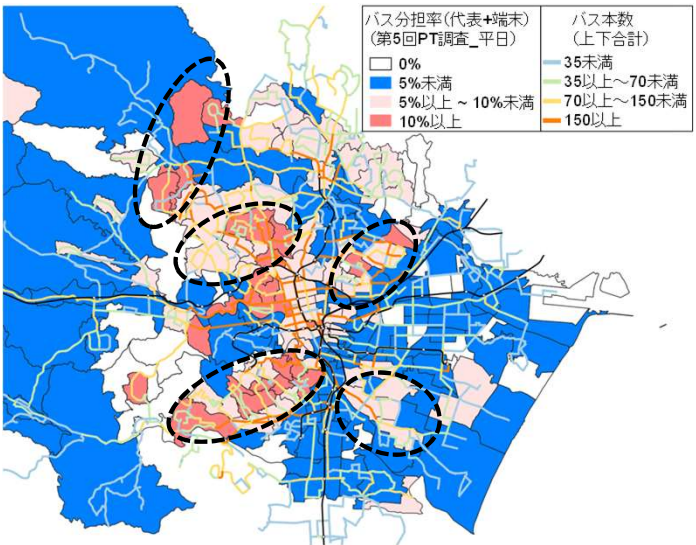 バス分担率(代表+端末)
(第5回PT調査_平日)
0%
5%未満
5%以上 ~ 10%未満
10%以上
バス本数
(上下合計)
35未満
35以上～70未満
70以上～150未満
150以上